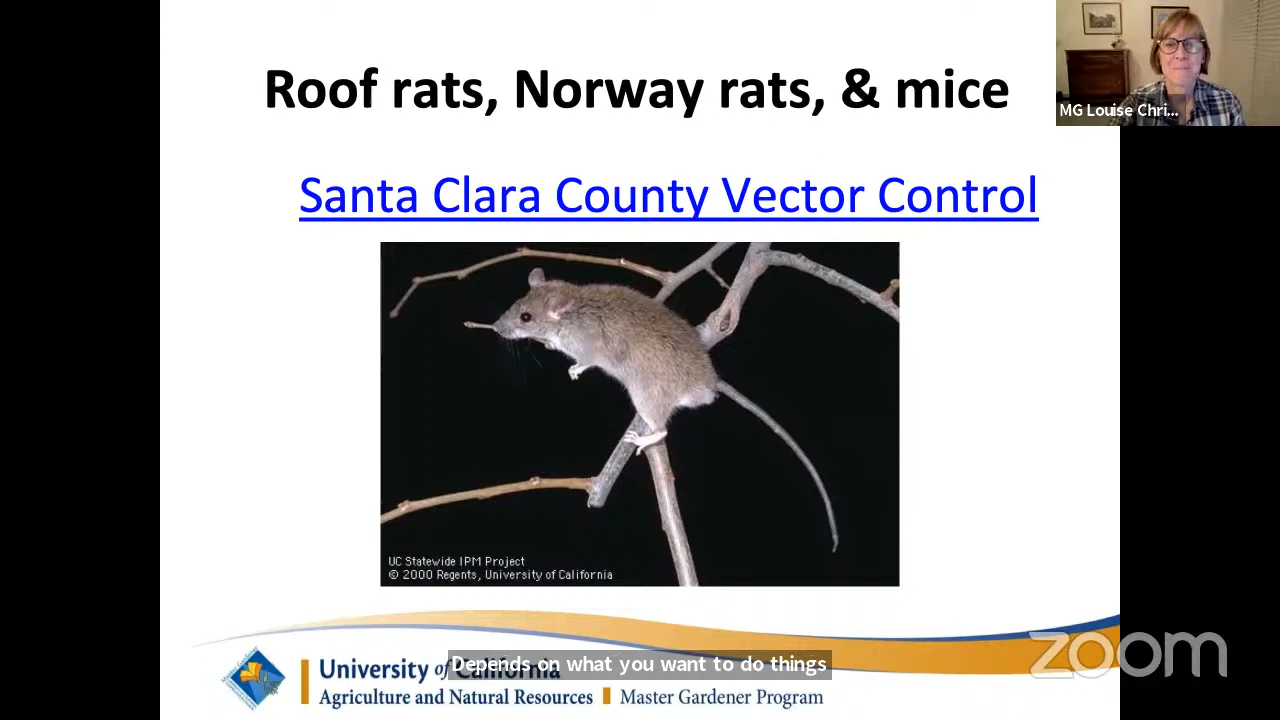 Roof rats, Norway rats, & mice
MG Louise Chri...
Santa Clara County Vector Control
UC Statewide IPM Project
© 2000 Regents, University of California
University of California
Depends on what you want to do things
Agriculture and Natural Resources
Master Gardener Program
zoom